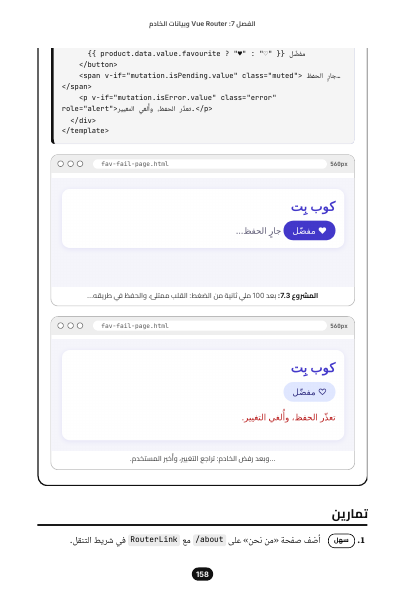 الفصل 7: Vue Router وبيانات الخادم
{{ product.data.value.favourite ? "♥" : "♡" }} مفضّل
</button>
<span v-if="mutation.isPending.value" class="muted">جارٍ الحفظ…
</span>
<p v-if="mutation.isError.value" class="error"
role="alert">تعذّر الحفظ، وأُلغي التغيير.</p>
</div>
</template>
fav-fail-page.html 560px
كوب بِت
♥ مفضّل جارٍ الحفظ…
المشروع 7.3: بعد 100 ملي ثانية من الضغط: القلب ممتلئ، والحفظ في طريقه...
fav-fail-page.html 560px
كوب بِت
♡ مفضّل
تعذّر الحفظ، وأُلغي التغيير.
...وبعد رفض الخادم: تراجع التغيير، وأُخبر المستخدم.
تمارين
1. سهل أضف صفحة «من نحن» على /about مع RouterLink في شريط التنقل.
158